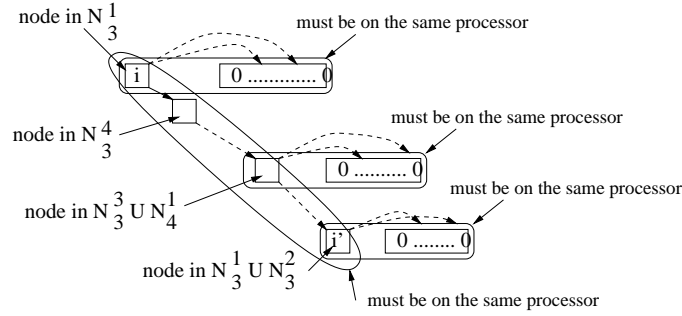 node in N 1 3
must be on the same processor
i
0 ............. 0
node in N 4 3
must be on the same processor
0 .......... 0
node in N 3 3 U N 1 4
must be on the same processor
i'
0 ........ 0
node in N 1 3 U N 2 3
must be on the same processor